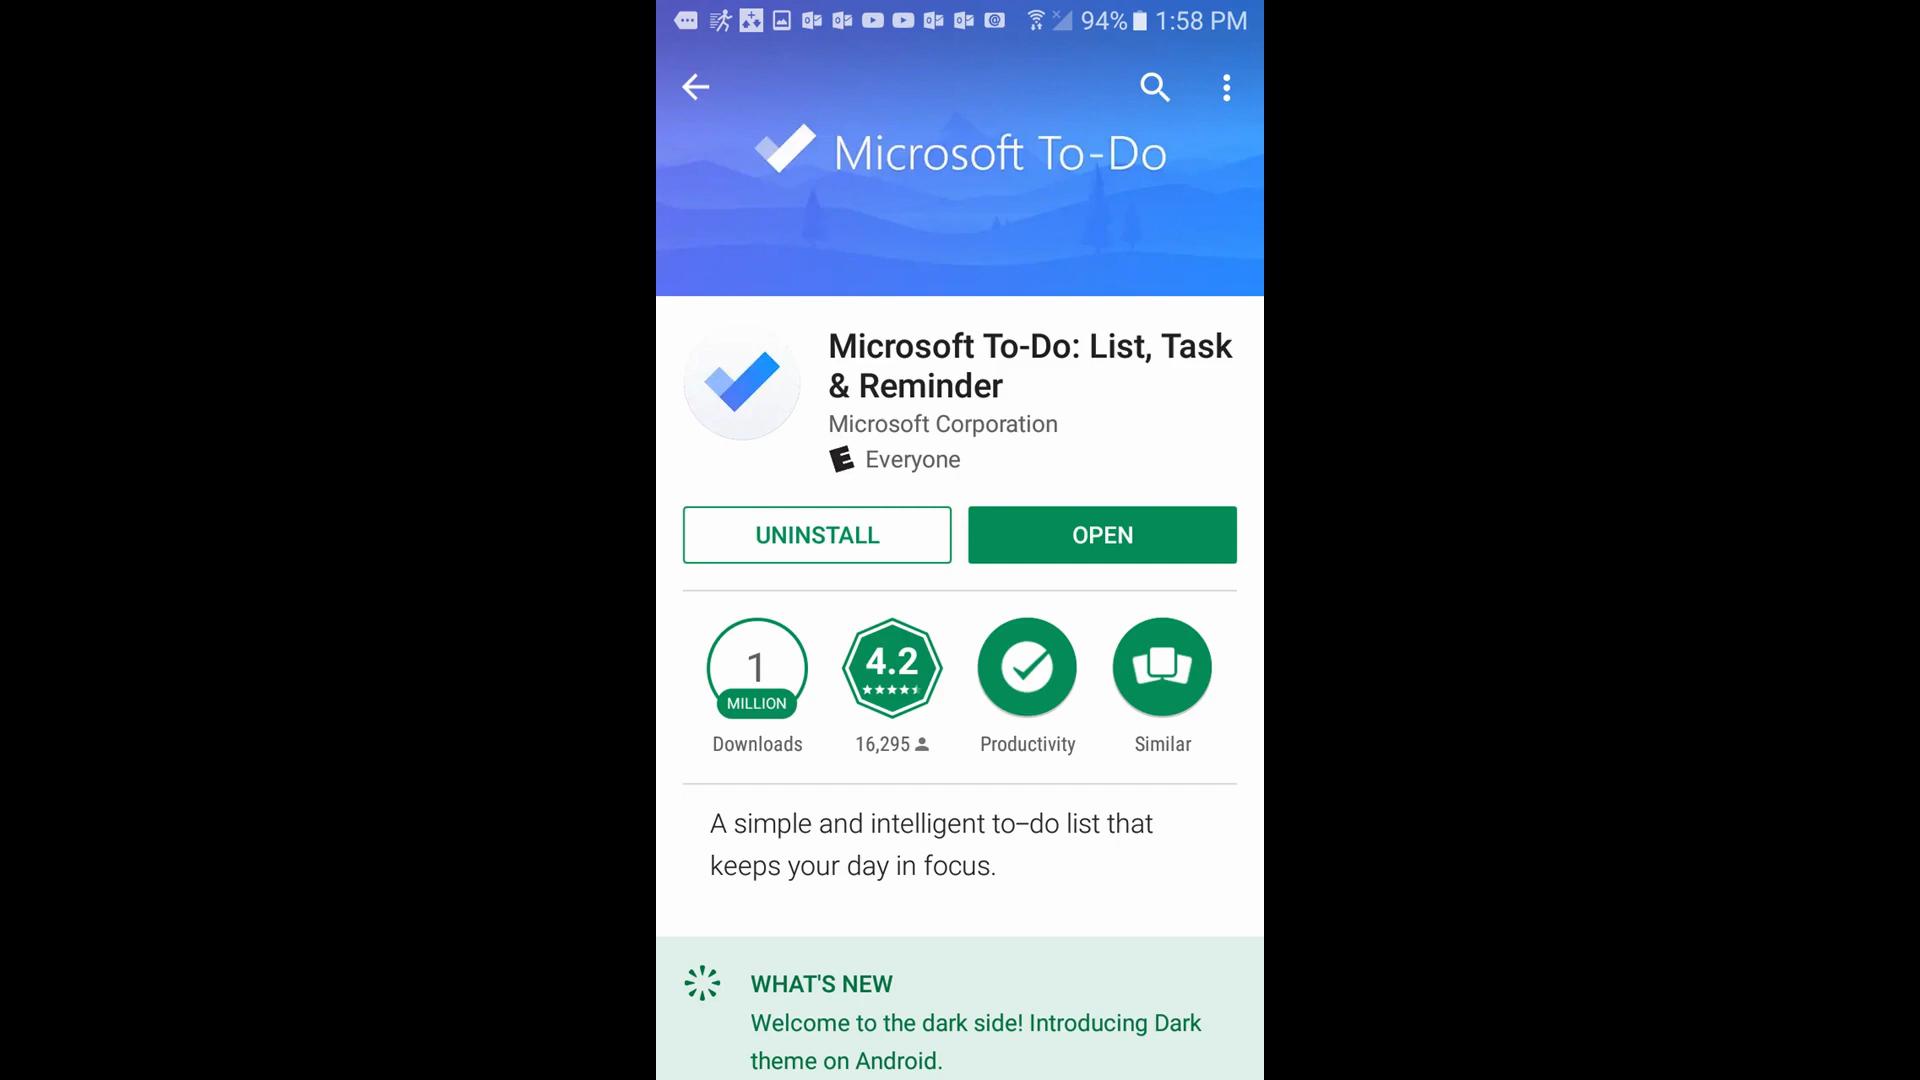 94% 1:58 PM
Microsoft To-Do
Microsoft To-Do: List, Task
& Reminder
Microsoft Corporation
Everyone
UNINSTALL
OPEN
1
MILLION
Downloads
4.2
16,295
Productivity
Similar
A simple and intelligent to-do list that
keeps your day in focus.
WHAT'S NEW
Welcome to the dark side! Introducing Dark
theme on Android.